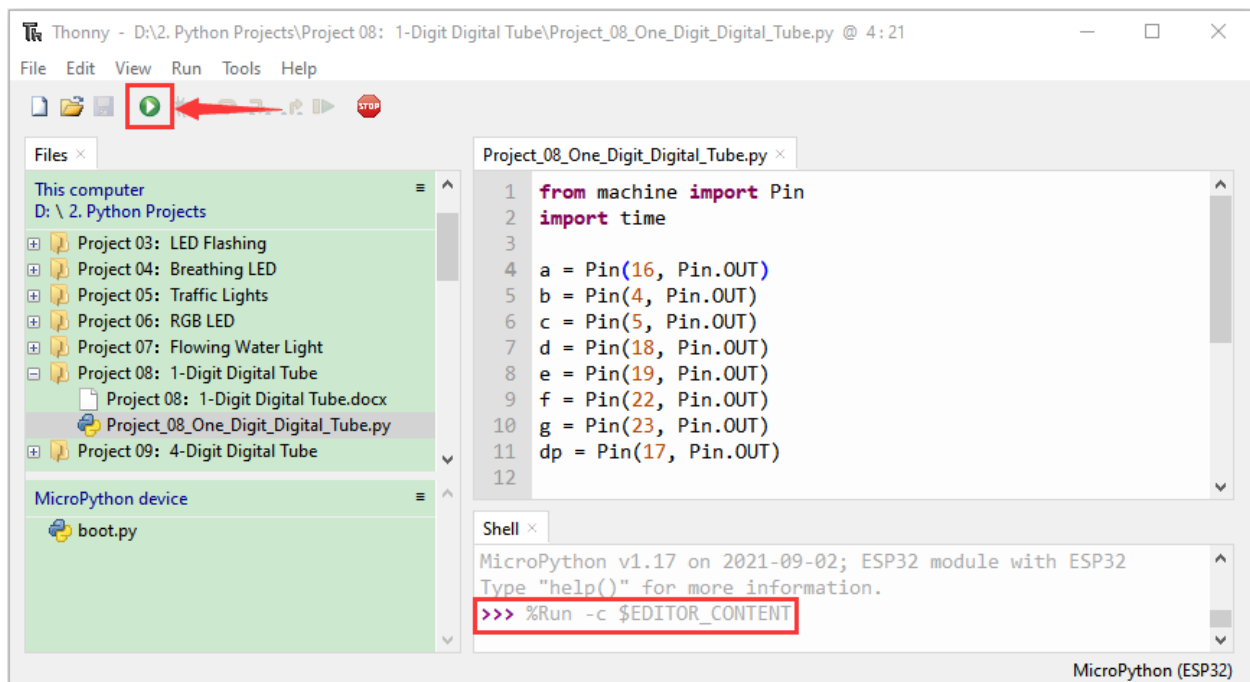 Thonny - D:\2. Python Projects\Project 08: 1-Digit Digital Tube\Project_08_One_Digit_Digital_Tube.py @ 4 : 21
File Edit View Run Tools Help
STOP
Files
This computer
D: \ 2. Python Projects
Project 03: LED Flashing
Project 04: Breathing LED
Project 05: Traffic Lights
Project 06: RGB LED
Project 07: Flowing Water Light
Project 08: 1-Digit Digital Tube
Project 08: 1-Digit Digital Tube.docx
Project_08_One_Digit_Digital_Tube.py
Project 09: 4-Digit Digital Tube
MicroPython device
boot.py
Project_08_One_Digit_Digital_Tube.py
1 from machine import Pin
2 import time
3
4 a = Pin(16, Pin.OUT)
5 b = Pin(4, Pin.OUT)
6 c = Pin(5, Pin.OUT)
7 d = Pin(18, Pin.OUT)
8 e = Pin(19, Pin.OUT)
9 f = Pin(22, Pin.OUT)
10 g = Pin(23, Pin.OUT)
11 dp = Pin(17, Pin.OUT)
12
Shell
MicroPython v1.17 on 2021-09-02; ESP32 module with ESP32
Type "help()" for more information.
>>> %Run -c $EDITOR_CONTENT
MicroPython (ESP32)